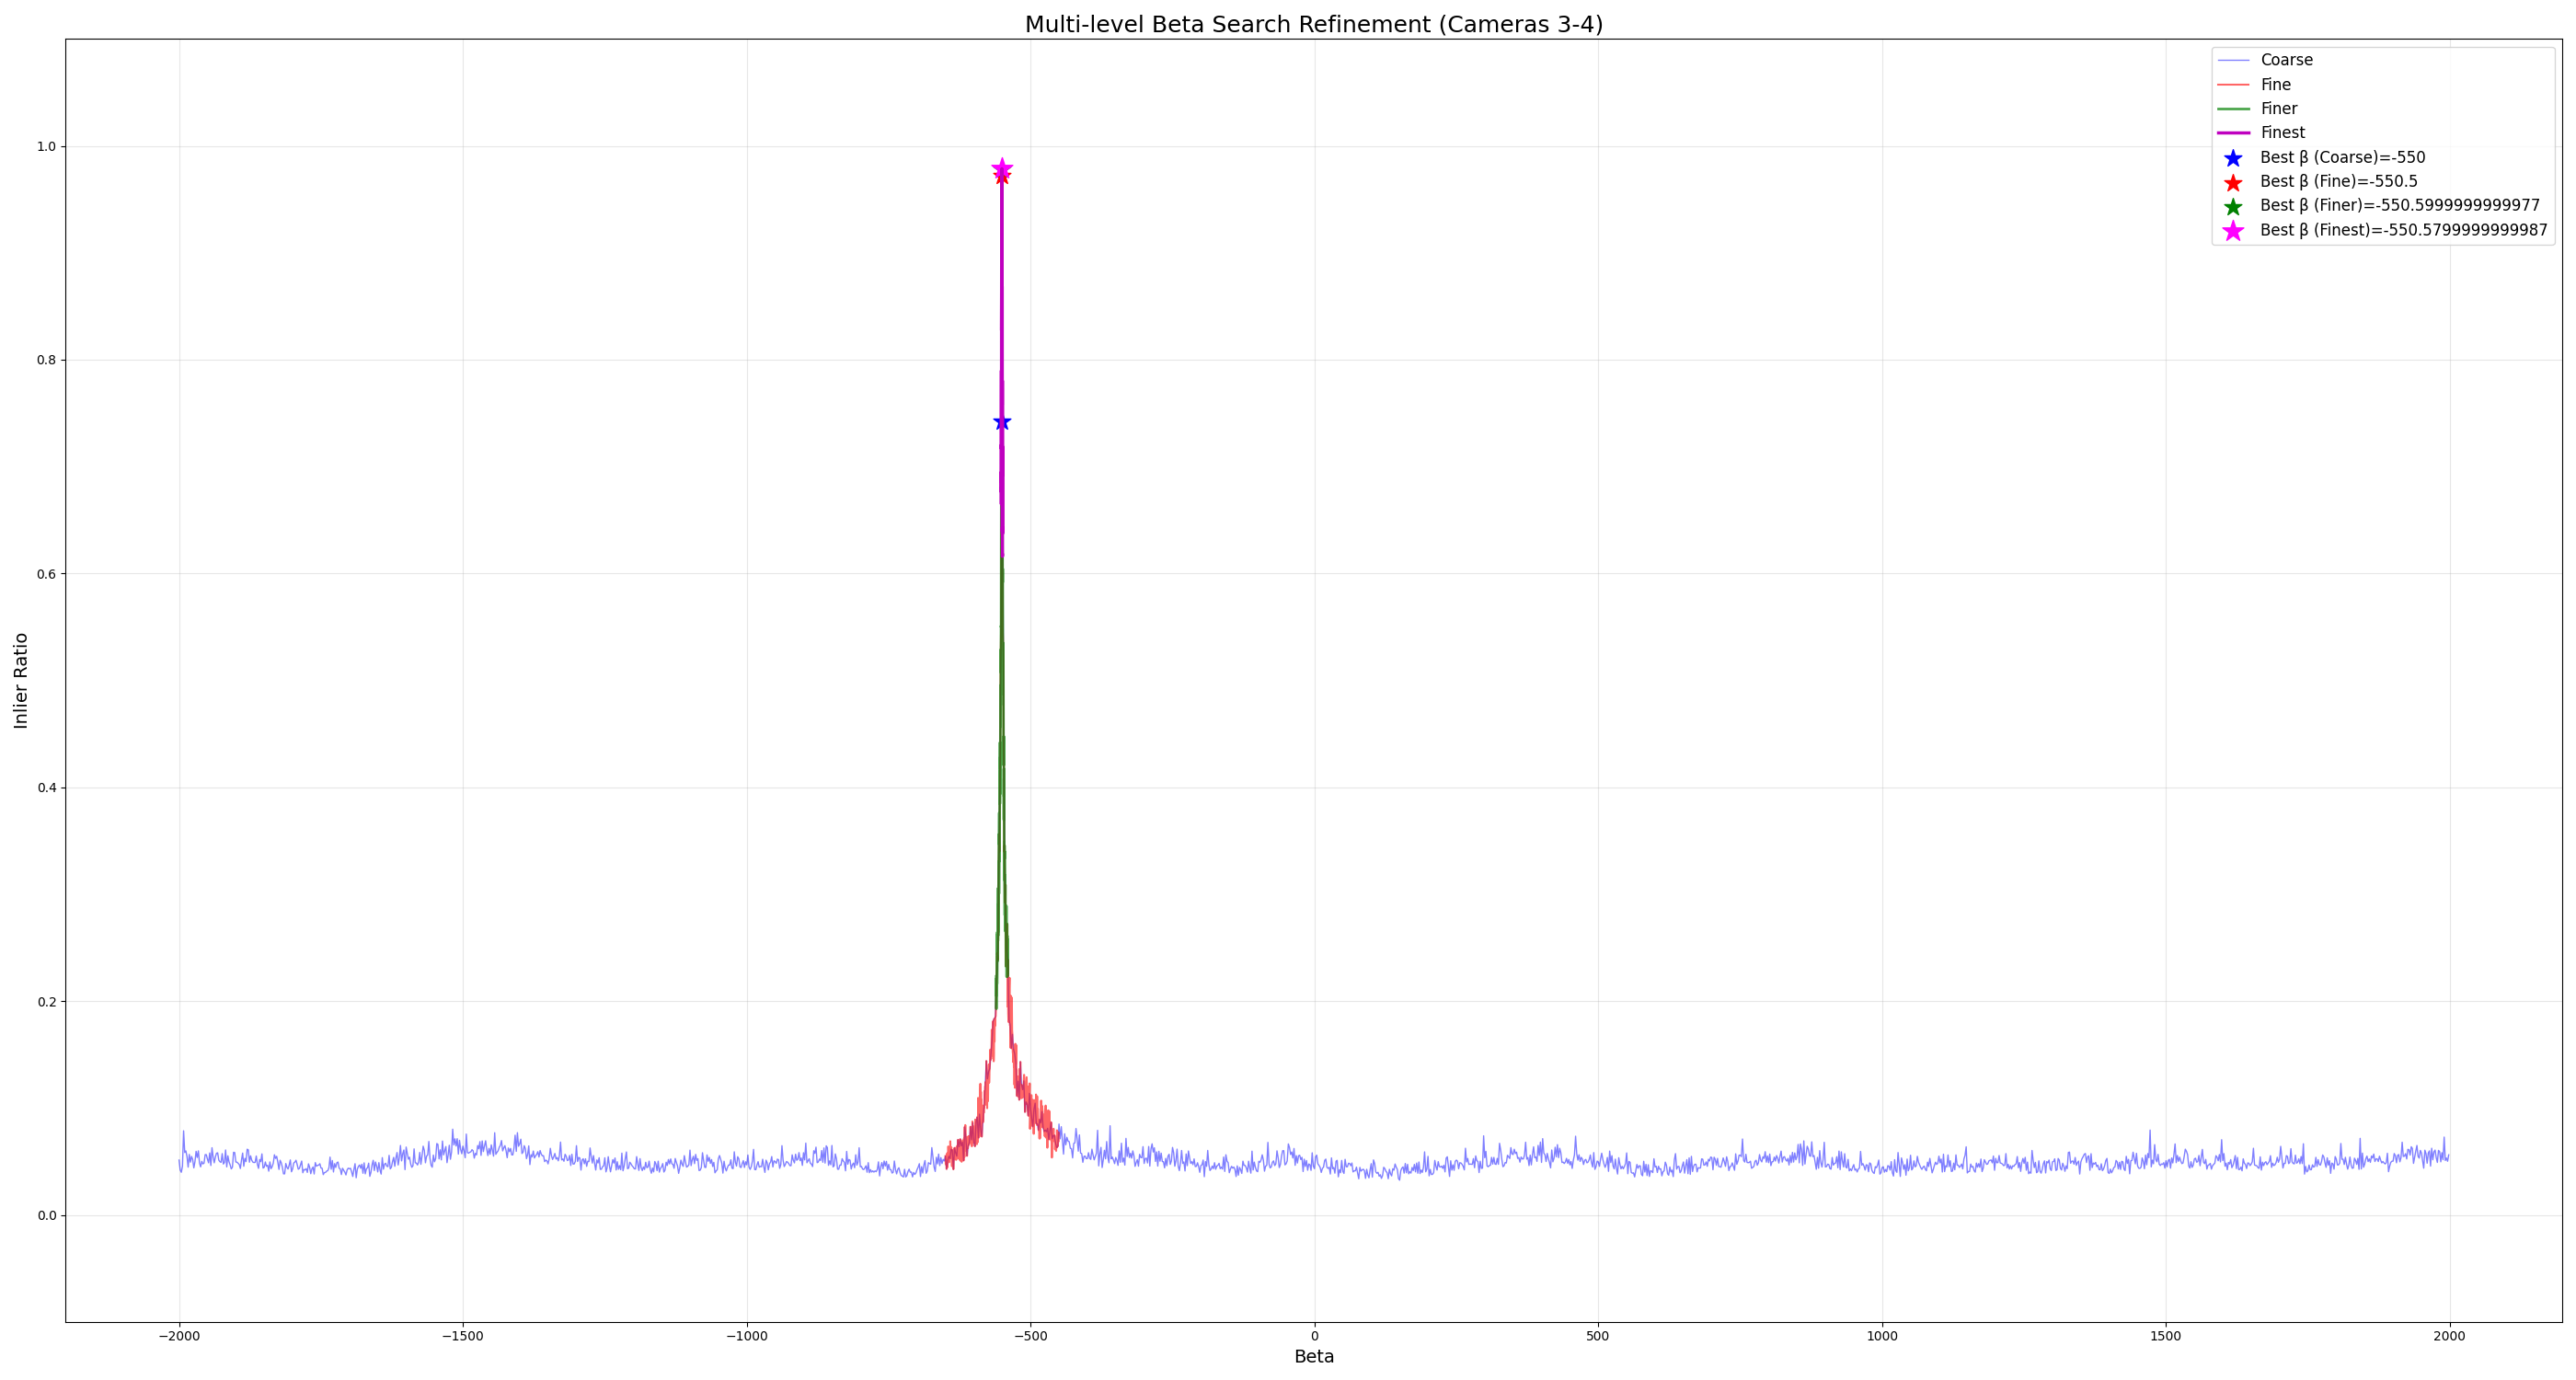 Multi-level Beta Search Refinement (Cameras 3-4)
Coarse
Fine
Finer
Finest
Best β (Coarse)=-550
Best β (Fine)=-550.5
Best β (Finer)=-550.5999999999977
Best β (Finest)=-550.5799999999987
Inlier Ratio
1.0
0.8
0.6
0.4
0.2
0.0
−2000 −1500 −1000 −500 0 500 1000 1500 2000
Beta